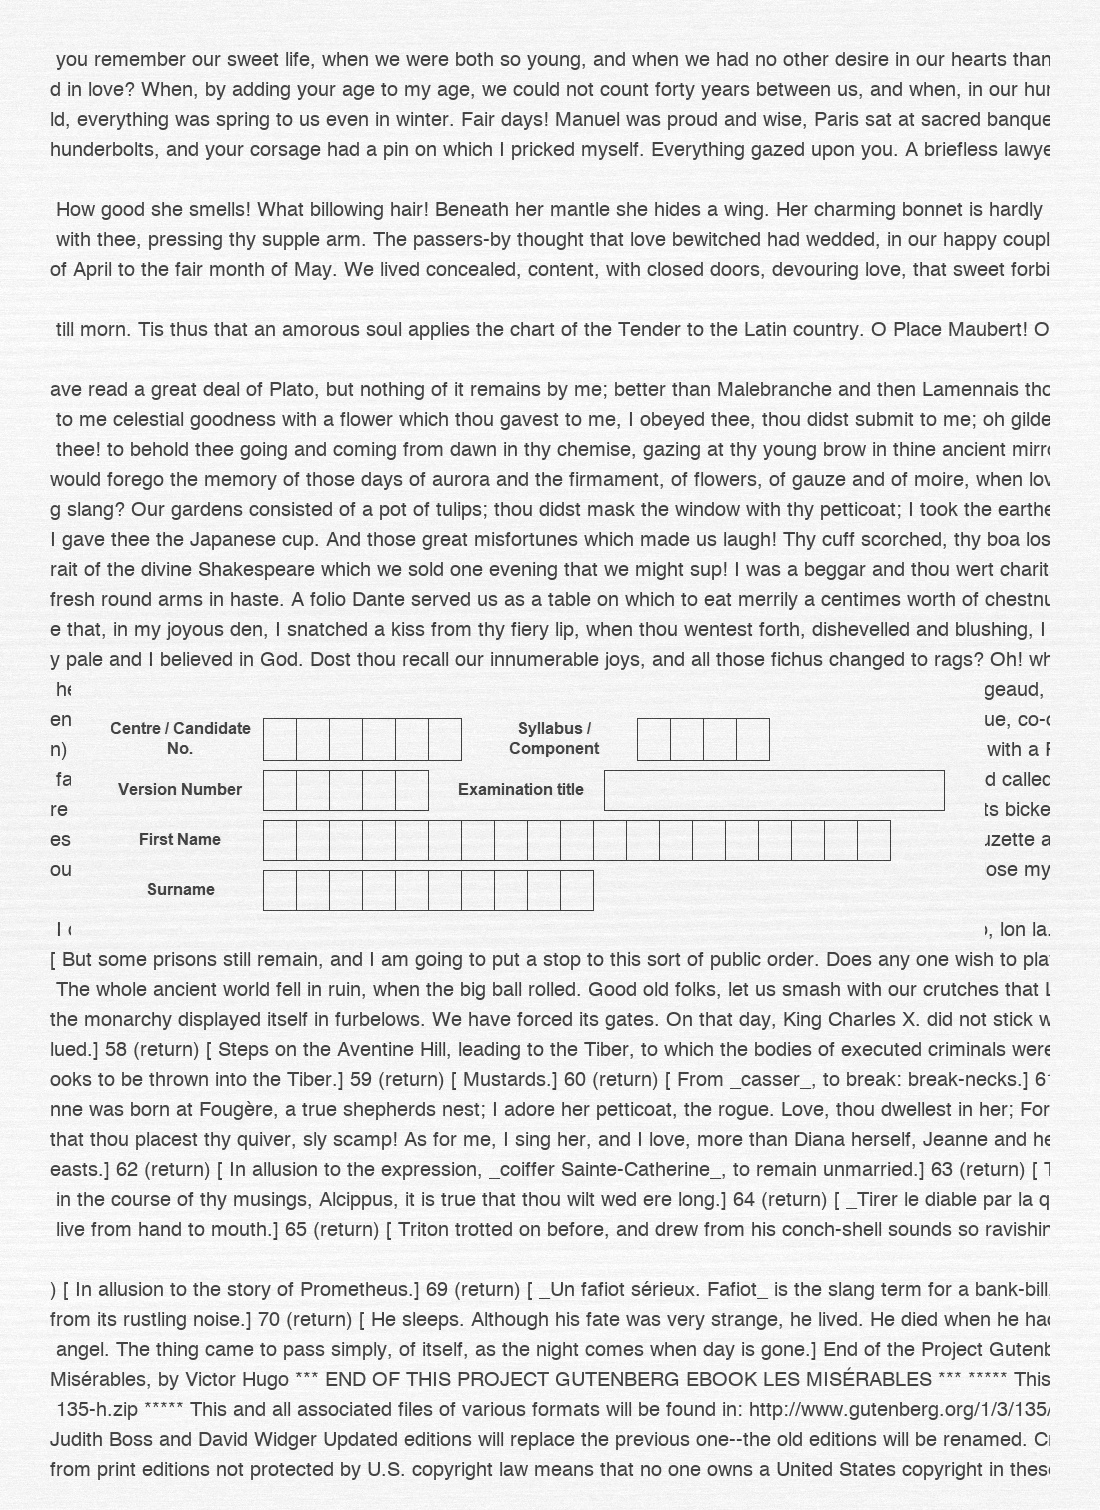 you remember our sweet life, when we were both so young, and when we had no other desire in our hearts than
d in love? When, by adding your age to my age, we could not count forty years between us, and when, in our hur
ld, everything was spring to us even in winter. Fair days! Manuel was proud and wise, Paris sat at sacred banque
hunderbolts, and your corsage had a pin on which I pricked myself. Everything gazed upon you. A briefless lawye
How good she smells! What billowing hair! Beneath her mantle she hides a wing. Her charming bonnet is hardly
with thee, pressing thy supple arm. The passers-by thought that love bewitched had wedded, in our happy coupl
of April to the fair month of May. We lived concealed, content, with closed doors, devouring love, that sweet forbi
till morn. Tis thus that an amorous soul applies the chart of the Tender to the Latin country. O Place Maubert! O
ave read a great deal of Plato, but nothing of it remains by me; better than Malebranche and then Lamennais tho
to me celestial goodness with a flower which thou gavest to me, I obeyed thee, thou didst submit to me; oh gilde
thee! to behold thee going and coming from dawn in thy chemise, gazing at thy young brow in thine ancient mirro
would forego the memory of those days of aurora and the firmament, of flowers, of gauze and of moire, when lov
g slang? Our gardens consisted of a pot of tulips; thou didst mask the window with thy petticoat; I took the earthe
I gave thee the Japanese cup. And those great misfortunes which made us laugh! Thy cuff scorched, thy boa los
rait of the divine Shakespeare which we sold one evening that we might sup! I was a beggar and thou wert charit
fresh round arms in haste. A folio Dante served us as a table on which to eat merrily a centimes worth of chestnu
e that, in my joyous den, I snatched a kiss from thy fiery lip, when thou wentest forth, dishevelled and blushing, I
y pale and I believed in God. Dost thou recall our innumerable joys, and all those fichus changed to rags? Oh! wh
he geaud,
en ue, co-
Centre / Candidate No. Syllabus / Component
n) with a F
fa d called
Version Number Examination title
re ts bicke
es uzette a
First Name
ou ose my
Surname
I , lon la.
[ But some prisons still remain, and I am going to put a stop to this sort of public order. Does any one wish to pla
The whole ancient world fell in ruin, when the big ball rolled. Good old folks, let us smash with our crutches that L
the monarchy displayed itself in furbelows. We have forced its gates. On that day, King Charles X. did not stick w
lued.] 58 (return) [ Steps on the Aventine Hill, leading to the Tiber, to which the bodies of executed criminals were
ooks to be thrown into the Tiber.] 59 (return) [ Mustards.] 60 (return) [ From _casser_, to break: break-necks.] 6
nne was born at Fougère, a true shepherds nest; I adore her petticoat, the rogue. Love, thou dwellest in her; For
that thou placest thy quiver, sly scamp! As for me, I sing her, and I love, more than Diana herself, Jeanne and he
easts.] 62 (return) [ In allusion to the expression, _coiffer Sainte-Catherine_, to remain unmarried.] 63 (return) [ T
in the course of thy musings, Alcippus, it is true that thou wilt wed ere long.] 64 (return) [ _Tirer le diable par la q
live from hand to mouth.] 65 (return) [ Triton trotted on before, and drew from his conch-shell sounds so ravishin
) [ In allusion to the story of Prometheus.] 69 (return) [ _Un fafiot sérieux. Fafiot_ is the slang term for a bank-bill,
from its rustling noise.] 70 (return) [ He sleeps. Although his fate was very strange, he lived. He died when he had
angel. The thing came to pass simply, of itself, as the night comes when day is gone.] End of the Project Gutenb
Misérables, by Victor Hugo *** END OF THIS PROJECT GUTENBERG EBOOK LES MISÉRABLES *** ***** This
135-h.zip ***** This and all associated files of various formats will be found in: http://www.gutenberg.org/1/3/135/
Judith Boss and David Widger Updated editions will replace the previous one--the old editions will be renamed. Cr
from print editions not protected by U.S. copyright law means that no one owns a United States copyright in these